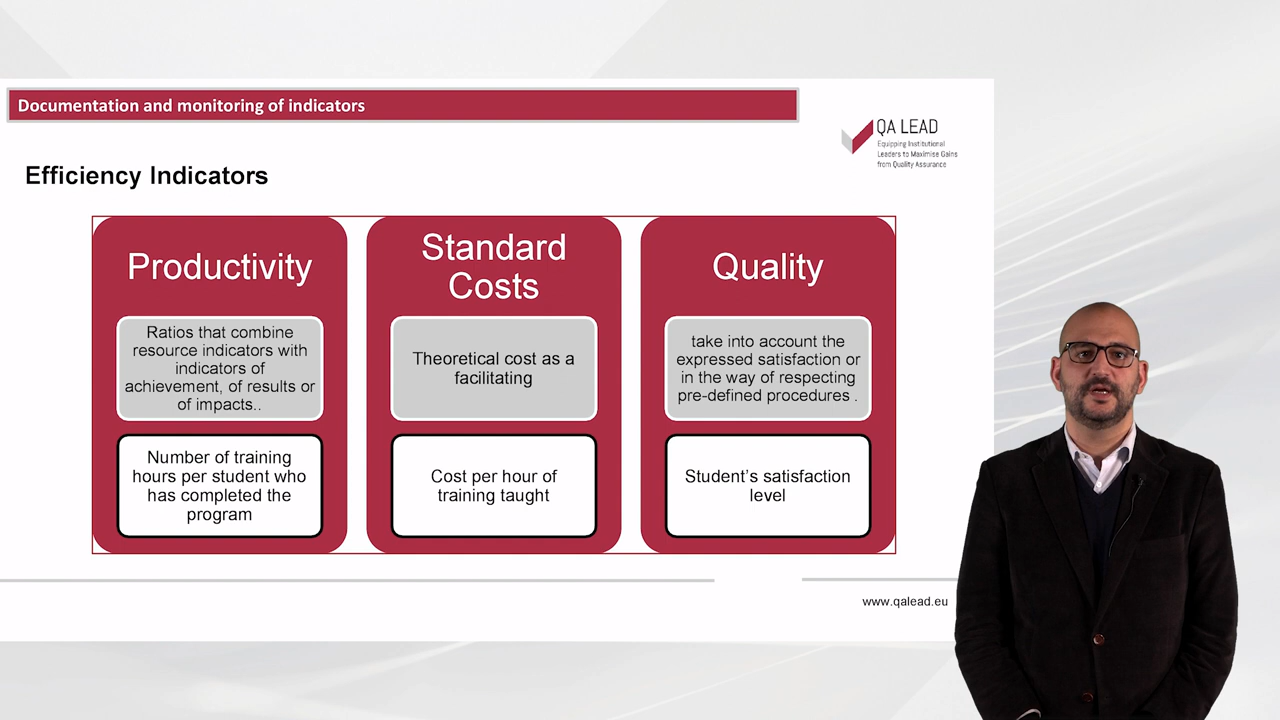 Documentation and monitoring of indicators
QA LEAD
Equipping Institutional
Leaders to Maximise Gains
from Quality Assurance
Efficiency Indicators
Productivity
Ratios that combine
resource indicators with
indicators of
achievement, of results or
of impacts..
Number of training
hours per student who
has completed the
program
Standard
Costs
Theoretical cost as a
facilitating
Cost per hour of
training taught
Quality
take into account the
expressed satisfaction or
in the way of respecting
pre-defined procedures .
Student’s satisfaction
level
www.qalead.eu